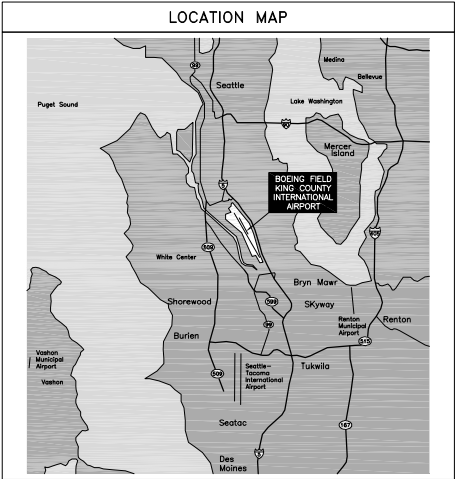 LOCATION MAP
99
Seattle
Medina
Bellevue
Puget Sound
Lake Washington
90
Mercer
Island
5
BOEING FIELD
KING COUNTY
INTERNATIONAL
AIRPORT
405
509
White Center
Bryn Mawr
Shorewood
599
SKyway
99
Renton
Municipal
Airport
Renton
Burien
515
Vashon
Municipal
Airport
Vashon
509
Seattle-
Tacoma
International
Airport
Tukwila
Seatac
167
5
Des
Moines